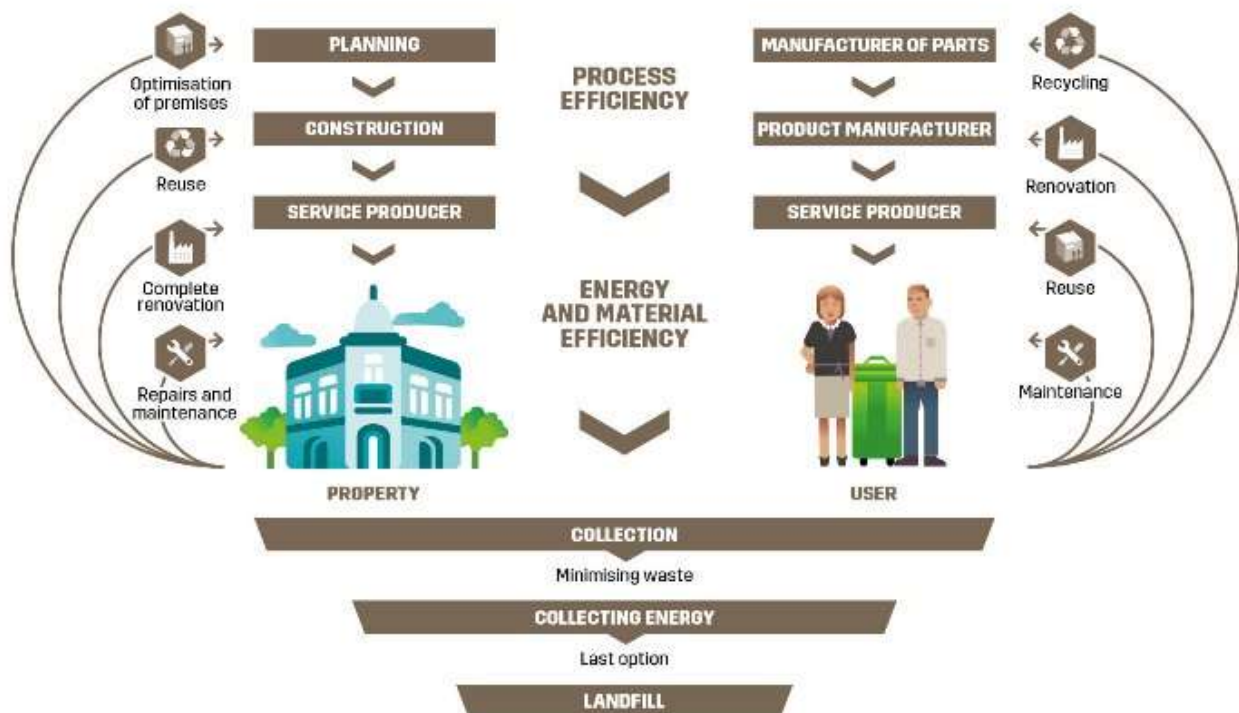 PLANNING
Optimisation
of premises
CONSTRUCTION
Reuse
SERVICE PRODUCER
Complete
renovation
Repairs and
maintenance
PROPERTY
PROCESS
EFFICIENCY
ENERGY
AND MATERIAL
EFFICIENCY
MANUFACTURER OF PARTS
Recycling
PRODUCT MANUFACTURER
Renovation
SERVICE PRODUCER
Reuse
Maintenance
USER
COLLECTION
Minimising waste
COLLECTING ENERGY
Last option
LANDFILL